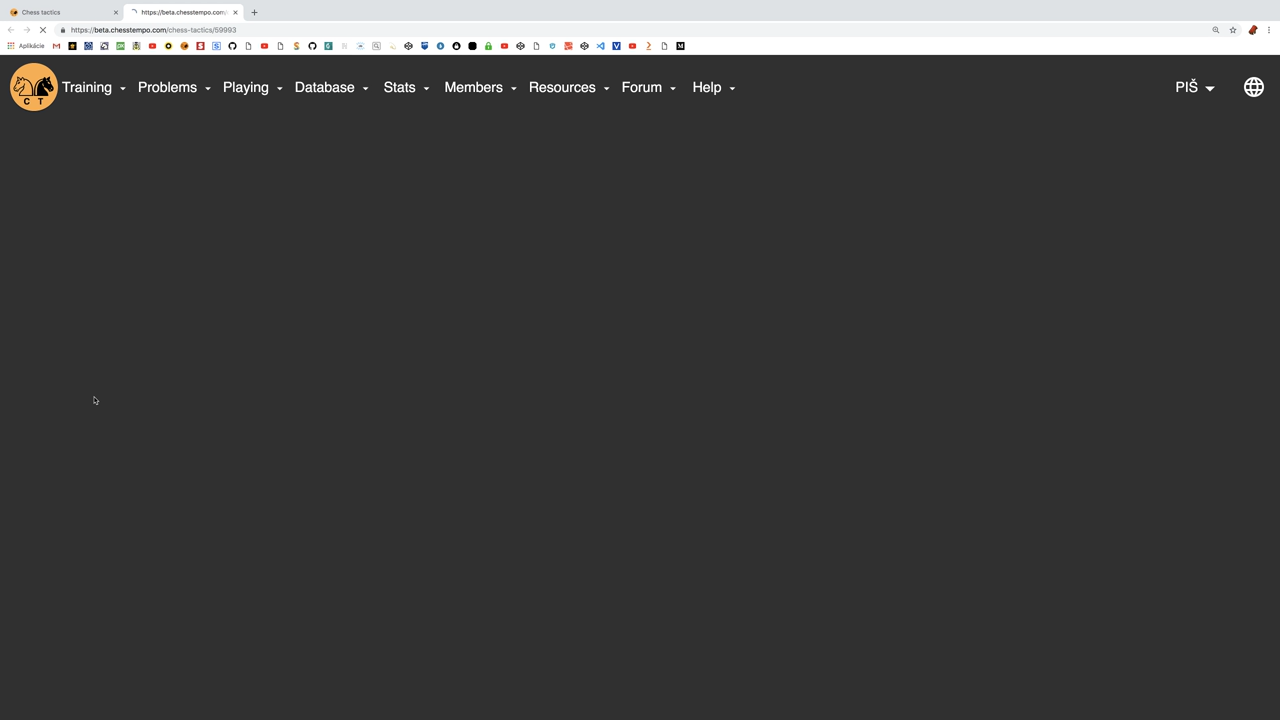 Chess tactics
https://beta.chesstempo.com/
https://beta.chesstempo.com/chess-tactics/59993
Aplikácie
Training Problems Playing Database Stats Members Resources Forum Help PIŠ
C T